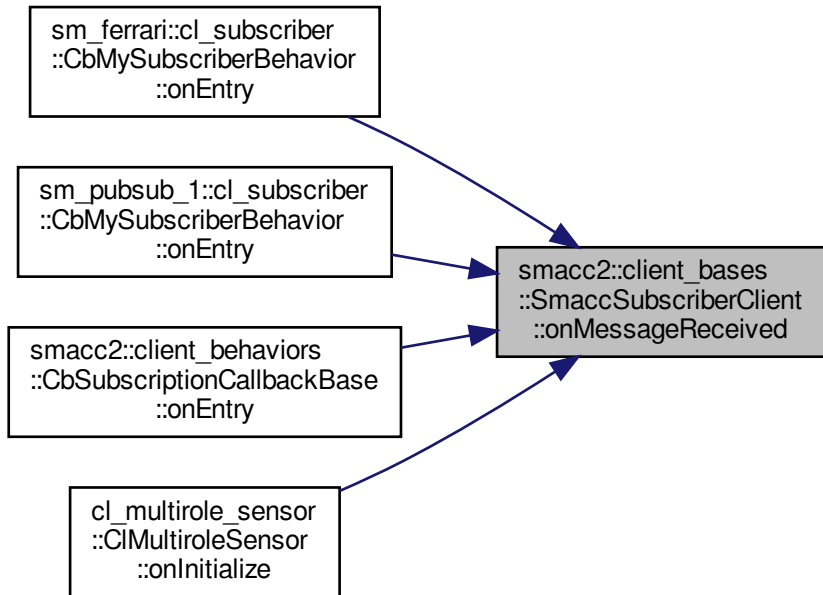 sm_ferrari::cl_subscriber
::CbMySubscriberBehavior
::onEntry
sm_pubsub_1::cl_subscriber
::CbMySubscriberBehavior
::onEntry
smacc2::client_behaviors
::CbSubscriptionCallbackBase
::onEntry
cl_multirole_sensor
::ClMultiroleSensor
::onInitialize
smacc2::client_bases
::SmaccSubscriberClient
::onMessageReceived